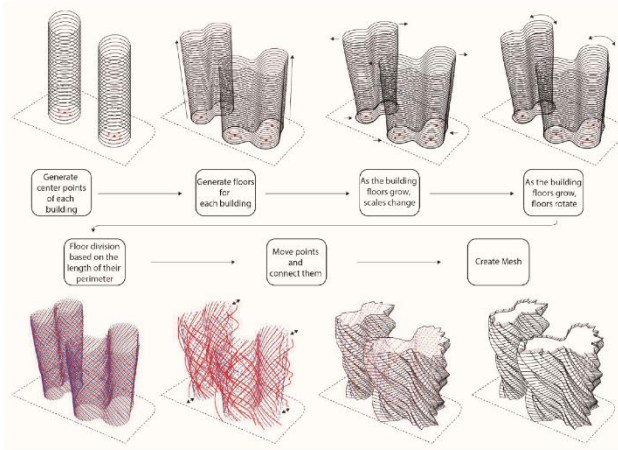 Generate
center points
of each
building
Generate floors
for
each building
As the building
floors grow,
scales change
As the building
floors grow,
floors rotate
Floor division
based on the
length of their
perimeter
Move points
and
connect them
Create Mesh